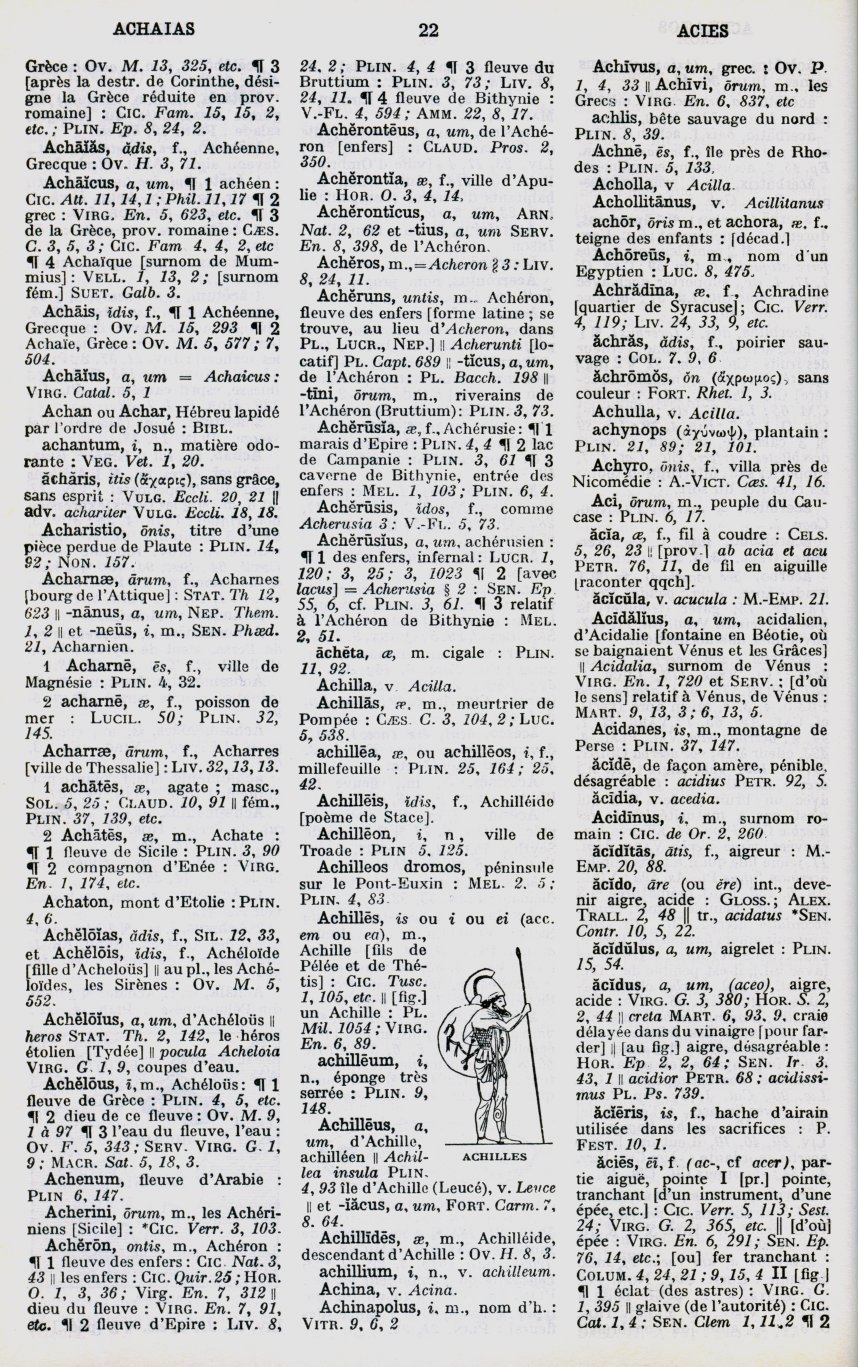 ACHAIAS
22
ACIES
Grèce : Ov. M. 13, 325, etc. ¶ 3
[après la destr. de Corinthe, dési-
gne la Grèce réduite en prov.
romaine] : Cic. Fam. 15, 15, 2,
etc. ; Plin. Ep. 8, 24, 2.
Achāĭăs, ădis, f., Achéenne,
Grecque : Ov. H. 3, 71.
Achāĭcus, a, um, ¶ 1 achéen :
Cic. Att. 11, 14, 1 ; Phil. 11, 17 ¶ 2
grec : Virg. En. 5, 623, etc. ¶ 3
de la Grèce, prov. romaine : Cæs.
C. 3, 5, 3 ; Cic. Fam 4, 4, 2, etc
¶ 4 Achaïque [surnom de Mum-
mius] : Vell. 1, 13, 2 ; [surnom
fém.] Suet. Galb. 3.
Achāis, ĭdis, f., ¶ 1 Achéenne,
Grecque : Ov. M. 15, 293 ¶ 2
Achaïe, Grèce : Ov. M. 5, 577 ; 7,
504.
Achāĭus, a, um = Achaicus :
Virg. Catal. 5, 1
Achan ou Achar, Hébreu lapidé
par l'ordre de Josué : Bibl.
achantum, i, n., matière odo-
rante : Veg. Vet. 1, 20.
ăchăris, itis (ἄχαρις), sans grâce,
sans esprit : Vulg. Eccli. 20, 21 ||
adv. achariter Vulg. Eccli. 18, 18.
Acharistio, ōnis, titre d'une
pièce perdue de Plaute : Plin. 14,
92 ; Non. 157.
Acharnæ, ārum, f., Acharnes
[bourg de l'Attique] : Stat. Th 12,
623 || -nānus, a, um, Nep. Them.
1, 2 || et -neūs, i, m., Sen. Phæd.
21, Acharnien.
1 Acharnē, ēs, f., ville de
Magnésie : Plin. 4, 32.
2 acharnē, æ, f., poisson de
mer : Lucil. 50 ; Plin. 32,
145.
Acharræ, ārum, f., Acharres
[ville de Thessalie] : Liv. 32, 13, 13.
1 achātēs, æ, agate ; masc.,
Sol. 5, 25 ; Claud. 10, 91 || fém.,
Plin. 37, 139, etc.
2 Achātēs, æ, m., Achate :
¶ 1 fleuve de Sicile : Plin. 3, 90
¶ 2 compagnon d'Enée : Virg.
En. 1, 174, etc.
Achaton, mont d'Etolie : Plin.
4, 6.
Achĕlōĭas, ădis, f., Sil. 12, 33,
et Achĕlōis, ĭdis, f., Achéloïde
[fille d'Acheloüs] || au pl., les Aché-
loïdes, les Sirènes : Ov. M. 5,
552.
Achĕlōĭus, a, um, d'Achéloüs ||
heros Stat. Th. 2, 142, le héros
étolien [Tydée] || pocula Acheloia
Virg. G 1, 9, coupes d'eau.
Achĕlōus, ī, m., Achéloüs : ¶ 1
fleuve de Grèce : Plin. 4, 5, etc.
¶ 2 dieu de ce fleuve : Ov. M. 9,
1 à 97 ¶ 3 l'eau du fleuve, l'eau :
Ov. F. 5, 343 ; Serv. Virg. G. 1,
9 ; Macr. Sat. 5, 18, 3.
Achenum, fleuve d'Arabie :
Plin 6, 147.
Acherini, ōrum, m., les Achéri-
niens [Sicile] : *Cic. Verr. 3, 103.
Achĕrōn, ontis, m., Achéron :
¶ 1 fleuve des enfers : Cic Nat. 3,
43 || les enfers : Cic. Quir. 25 ; Hor.
O. 1, 3, 36 ; Virg. En. 7, 312 ||
dieu du fleuve : Virg. En. 7, 91,
etc. ¶ 2 fleuve d'Epire : Liv. 8,
24, 2 ; Plin. 4, 4 ¶ 3 fleuve du
Bruttium : Plin. 3, 73 ; Liv. 8,
24, 11. ¶ 4 fleuve de Bithynie :
V.-Fl. 4, 594 ; Amm. 22, 8, 17.
Achĕrontēus, a, um, de l'Aché-
ron [enfers] : Claud. Pros. 2,
350.
Achĕrontĭa, æ, f., ville d'Apu-
lie : Hor. O. 3, 4, 14.
Achĕrontĭcus, a, um, Arn.
Nat. 2, 62 et -tius, a, um Serv.
En. 8, 398, de l'Achéron.
Achĕros, m., = Acheron § 3 : Liv.
8, 24, 11.
Achĕruns, untis, m., Achéron,
fleuve des enfers [forme latine ; se
trouve, au lieu d'Acheron, dans
Pl., Lucr., Nep.] || Acherunti [lo-
catif] Pl. Capt. 689 || -tĭcus, a, um,
de l'Achéron : Pl. Bacch. 198 ||
-tīni, ōrum, m., riverains de
l'Achéron (Bruttium) : Plin. 3, 73.
Achĕrūsĭa, æ, f., Achérusie : ¶ 1
marais d'Epire : Plin. 4, 4 ¶ 2 lac
de Campanie : Plin. 3, 61 ¶ 3
caverne de Bithynie, entrée des
enfers : Mel. 1, 103 ; Plin. 6, 4.
Achĕrūsis, ĭdos, f., comme
Acherusia 3 : V.-Fl. 5, 73.
Achĕrūsĭus, a, um, achérusien :
¶ 1 des enfers, infernal : Lucr. 1,
120 ; 3, 25 ; 3, 1023 ¶ 2 [avec
lacus] = Acherusia § 2 : Sen. Ep
55, 6, cf. Plin. 3, 61. ¶ 3 relatif
à l'Achéron de Bithynie : Mel.
2, 51.
ăchēta, æ, m. cigale : Plin.
11, 92.
Achilla, v. Acilla.
Achillās, æ, m., meurtrier de
Pompée : Cæs. C. 3, 104, 2 ; Luc.
5, 538.
achillēa, æ, ou achillēos, i, f.,
millefeuille : Plin. 25, 164 ; 25,
42.
Achillēis, ĭdis, f., Achilléide
[poème de Stace].
Achillēon, i, n, ville de
Troade : Plin 5, 125.
Achilleos dromos, péninsule
sur le Pont-Euxin : Mel. 2, 5 ;
Plin. 4, 83
Achillēs, is ou i ou ei (acc.
em ou ea), m.,
Achille [fils de
Pélée et de Thé-
tis] : Cic. Tusc.
1, 105, etc. || [fig.]
un Achille : Pl.
Mil. 1054 ; Virg.
En. 6, 89.
achillēum, i,
n., éponge très
serrée : Plin. 9,
148.
Achillēus, a,
um, d'Achille,
achilléen || Achil-
lea insula Plin.
4, 93 île d'Achille (Leucé), v. Leuce
|| et -ĭăcus, a, um, Fort. Carm. 7,
8. 64.
Achillīdēs, æ, m., Achilléide,
descendant d'Achille : Ov. H. 8, 3.
achillium, i, n., v. achilleum.
Achina, v. Acina.
Achinapolus, i, m., nom d'h. :
Vitr. 9, 6, 2
ACHILLES
Achīvus, a, um, grec. : Ov. P.
1, 4, 33 || Achīvi, ōrum, m., les
Grecs : Virg. En. 6, 837, etc
achlis, bête sauvage du nord :
Plin. 8, 39.
Achnē, ēs, f., île près de Rho-
des : Plin. 5, 133.
Acholla, v Acilla.
Achollitānus, v. Acillitanus
achōr, ōris m., et achora, æ, f.,
teigne des enfants : [décad.]
Achōreūs, i, m., nom d'un
Egyptien : Luc. 8, 475.
Achrādīna, æ, f., Achradine
[quartier de Syracuse] ; Cic. Verr.
4, 119 ; Liv. 24, 33, 9, etc.
ăchrăs, ădis, f., poirier sau-
vage : Col. 7. 9, 6
ăchrōmŏs, ŏn (ἄχρωμος), sans
couleur : Fort. Rhet. 1, 3.
Achulla, v. Acilla.
achynops (ἀχύνωψ), plantain :
Plin. 21, 89 ; 21, 101.
Achyro, ōnis, f., villa près de
Nicomédie : A.-Vict. Cæs. 41, 16.
Aci, ōrum, m., peuple du Cau-
case : Plin. 6, 17.
ăcĭa, æ, f., fil à coudre : Cels.
5, 26, 23 || [prov.] ab acia et acu
Petr. 76, 11, de fil en aiguille
[raconter qqch].
ăcĭcŭla, v. acucula : M.-Emp. 21.
Acĭdălĭus, a, um, acidalien,
d'Acidalie [fontaine en Béotie, où
se baignaient Vénus et les Grâces]
|| Acidalia, surnom de Vénus :
Virg. En. 1, 720 et Serv. ; [d'où
le sens] relatif à Vénus, de Vénus :
Mart. 9, 13, 3 ; 6, 13, 5.
Acidanes, is, m., montagne de
Perse : Plin. 37, 147.
ăcĭdē, de façon amère, pénible,
désagréable : acidius Petr. 92, 5.
ăcīdia, v. acedia.
Acidīnus, i, m., surnom ro-
main : Cic. de Or. 2, 260
ăcĭdĭtās, ātis, f., aigreur : M.-
Emp. 20, 88.
ăcĭdo, āre (ou ĕre) int., deve-
nir aigre, acide : Gloss. ; Alex.
Trall. 2, 48 || tr., acidatus *Sen.
Contr. 10, 5, 22.
ăcĭdŭlus, a, um, aigrelet : Plin.
15, 54.
ăcĭdus, a, um, (aceo), aigre,
acide : Virg. G. 3, 380 ; Hor. S. 2,
2, 44 || creta Mart. 6, 93. 9, craie
délayée dans du vinaigre [pour far-
der] || [au fig.] aigre, désagréable :
Hor. Ep 2, 2, 64 ; Sen. Ir. 3,
43, 1 || acidior Petr. 68 ; acidissi-
mus Pl. Ps. 739.
ăcĭĕris, is, f., hache d'airain
utilisée dans les sacrifices : P.
Fest. 10, 1.
ăcĭēs, ēi, f. (ac-, cf acer), par-
tie aiguë, pointe I [pr.] pointe,
tranchant [d'un instrument, d'une
épée, etc.] : Cic. Verr. 5, 113 ; Sest.
24 ; Virg. G. 2, 365, etc. || [d'où]
épée : Virg. En. 6, 291 ; Sen. Ep.
76, 14, etc. ; [ou] fer tranchant :
Colum. 4, 24, 21 ; 9, 15, 4 II [fig]
¶ 1 éclat (des astres) : Virg. G.
1, 395 || glaive (de l'autorité) : Cic.
Cat. 1, 4 ; Sen. Clem 1, 11, 2 ¶ 2